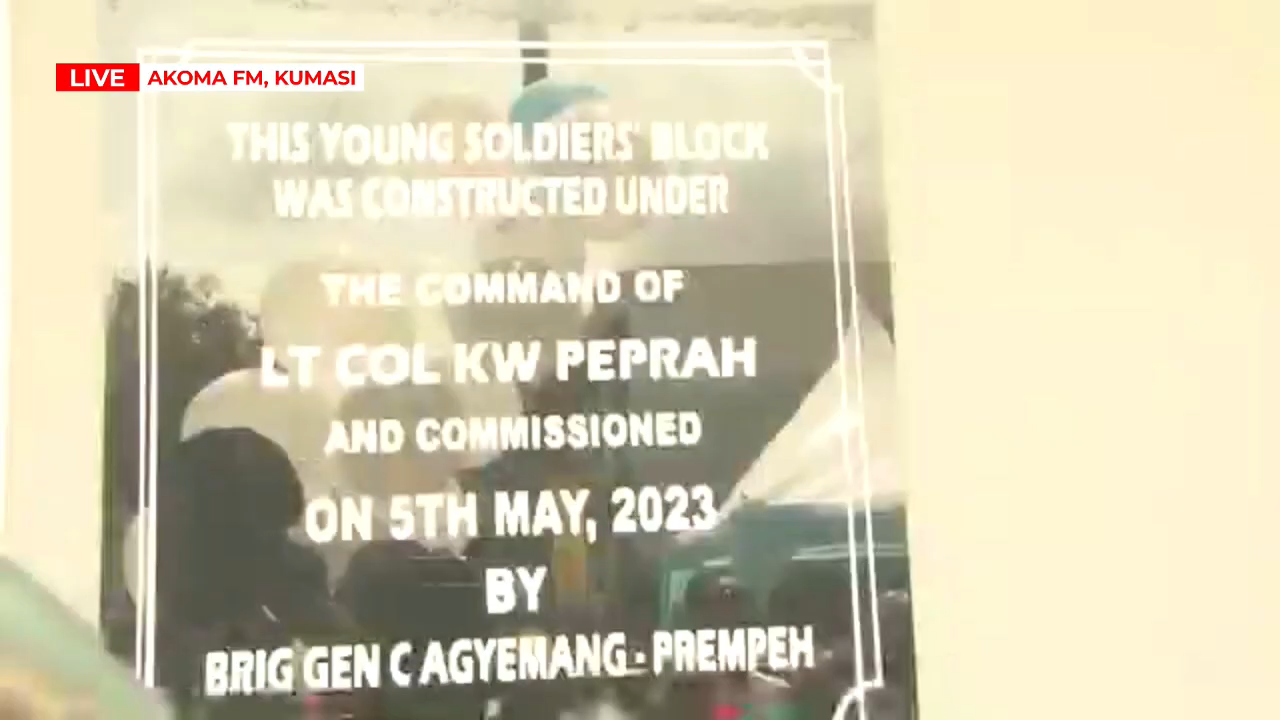 LIVE AKOMA FM, KUMASI
THIS YOUNG SOLDIERS' BLOCK
WAS CONSTRUCTED UNDER
THE COMMAND OF
LT COL KW PEPRAH
AND COMMISSIONED
ON 5TH MAY, 2023
BY
BRIG GEN C AGYEMANG - PREMPEH